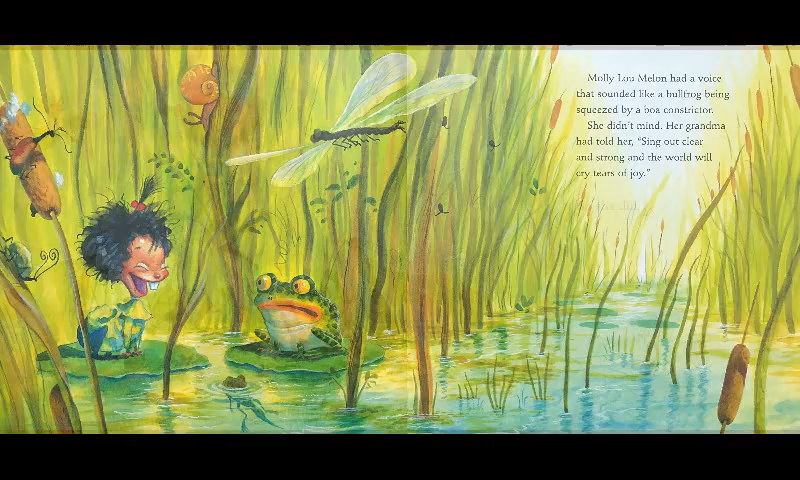 Molly Lou Melon had a voice
that sounded like a bullfrog being
squeezed by a boa constrictor.
She didn't mind. Her grandma
had told her, "Sing out clear
and strong and the world will
cry tears of joy."